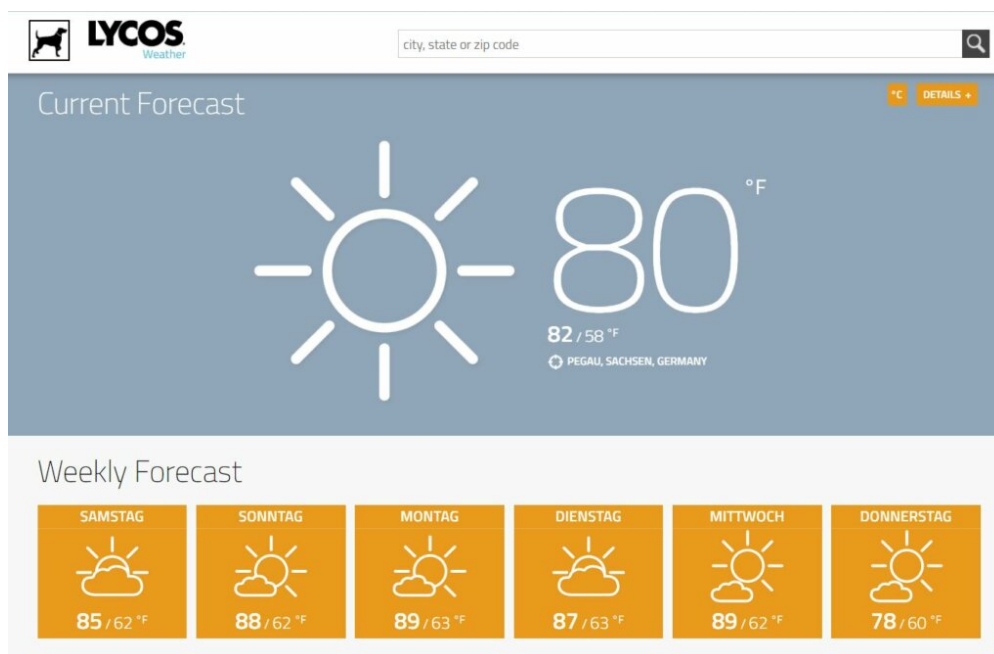 LYCOS
Weather
city, state or zip code
Current Forecast
°C DETAILS +
80 °F
82 / 58 °F
PEGAU, SACHSEN, GERMANY
Weekly Forecast
SAMSTAG SONNTAG MONTAG DIENSTAG MITTWOCH DONNERSTAG
85 / 62 °F 88 / 62 °F 89 / 63 °F 87 / 63 °F 89 / 62 °F 78 / 60 °F